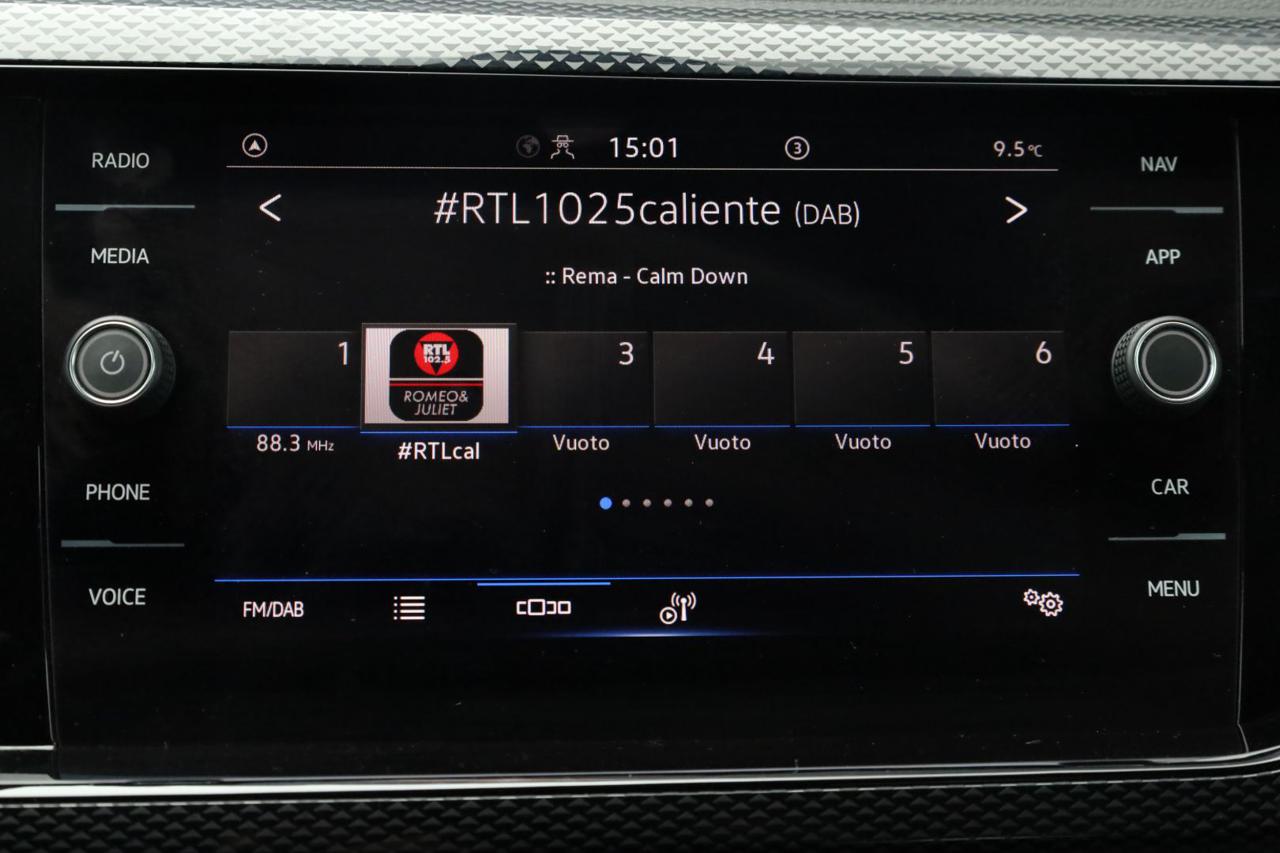 RADIO
MEDIA
PHONE
VOICE
15:01
3
9.5°C
< #RTL1025caliente (DAB) >
:: Rema - Calm Down
1
RTL
102.5
ROMEO&
JULIET
3
4
5
6
88.3 MHz
#RTLcal
Vuoto
Vuoto
Vuoto
Vuoto
FM/DAB
NAV
APP
CAR
MENU